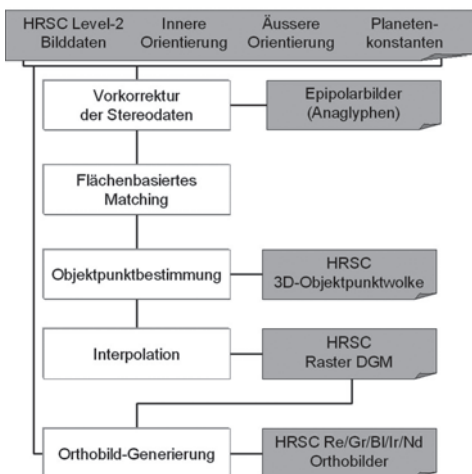 HRSC Level-2 Innere Äussere Planeten-
Bilddaten Orientierung Orientierung konstanten
Vorkorrektur
der Stereodaten
Epipolarbilder
(Anaglyphen)
Flächenbasiertes
Matching
Objektpunktbestimmung
HRSC
3D-Objektpunktwolke
Interpolation
HRSC
Raster DGM
Orthobild-Generierung
HRSC Re/Gr/Bl/Ir/Nd
Orthobilder